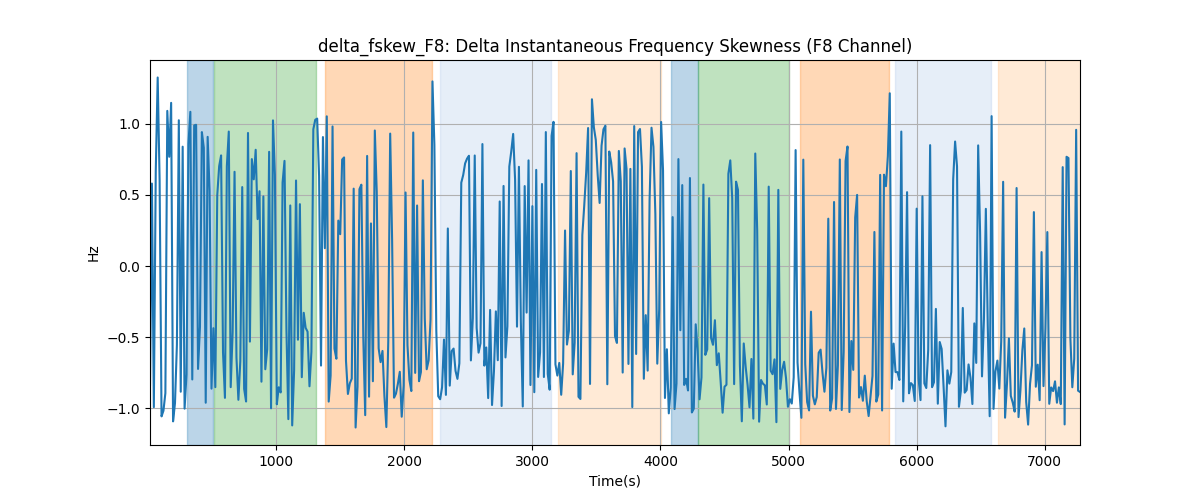 delta_fskew_F8: Delta Instantaneous Frequency Skewness (F8 Channel)
1.0
0.5
0.0
−0.5
−1.0
Hz
1000 2000 3000 4000 5000 6000 7000
Time(s)